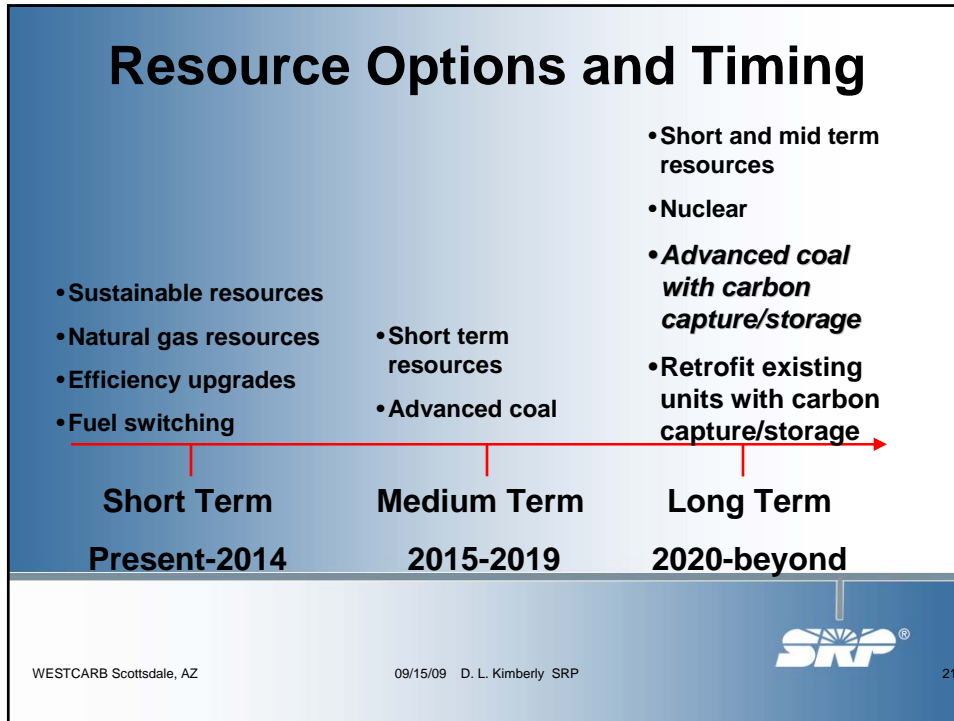 Resource Options and Timing
•Sustainable resources
•Natural gas resources
•Efficiency upgrades
•Fuel switching
•Short term
resources
•Advanced coal
•Short and mid term
resources
•Nuclear
•Advanced coal
with carbon
capture/storage
•Retrofit existing
units with carbon
capture/storage
Short Term
Present-2014
Medium Term
2015-2019
Long Term
2020-beyond
SRP®
WESTCARB Scottsdale, AZ
09/15/09 D. L. Kimberly SRP
21